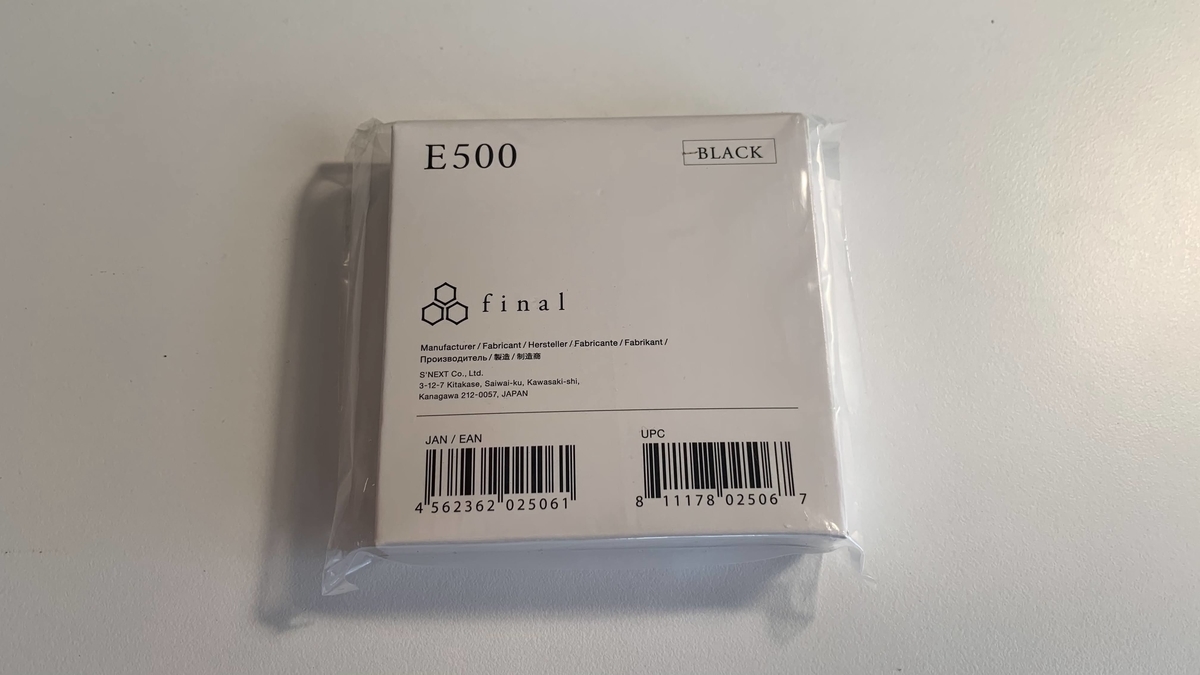 E500
BLACK
final
Manufacturer / Fabricant / Hersteller / Fabricante / Fabrikant /
Производитель / 製造 / 制造商
S'NEXT Co., Ltd.
3-12-7 Kitakase, Saiwai-ku, Kawasaki-shi,
Kanagawa 212-0057, JAPAN
JAN / EAN
UPC
4 562362 025061
8 11178 02506 7